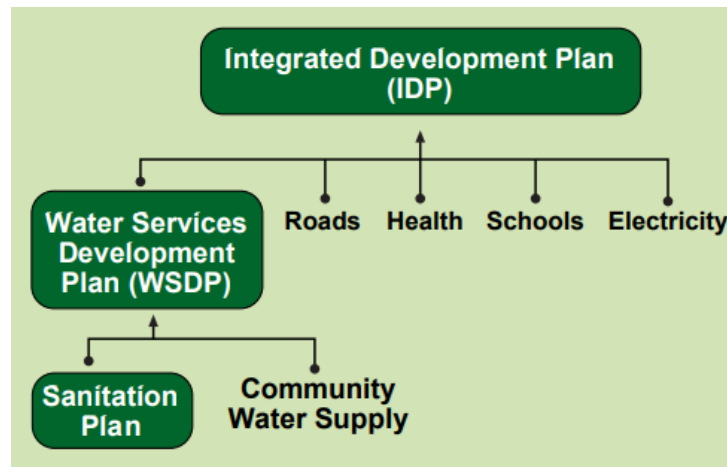 Integrated Development Plan
(IDP)
Water Services
Development
Plan (WSDP)
Roads
Health
Schools
Electricity
Sanitation
Plan
Community
Water Supply